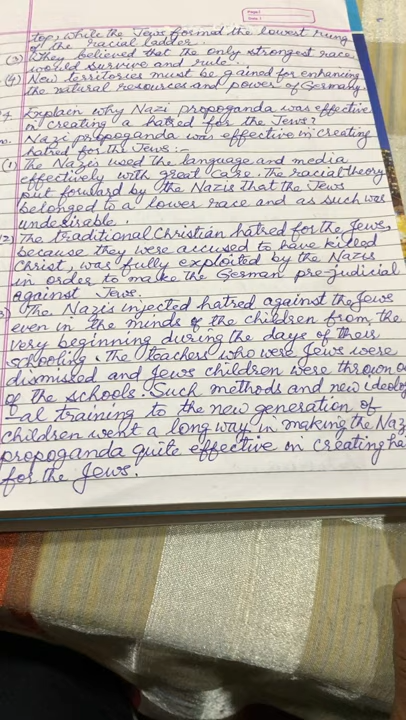 top, while the Jews formed the lowest rung
of the racial ladder.
(3) They believed that the only strongest race
would survive and rule.
(4) New territories must be gained for enhancing
the natural resources and power of Germany.
Explain why Nazi propoganda was effective
in creating a hatred for the Jews?
Nazi propoganda was effective in creating
hatred for the Jews:-
(1) The Nazis used the language and media
effectively with great care. The racial theory
put forward by the Nazis that the Jews
belonged to a lower race and as such was
undesirable.
2) The traditional Christian hatred for the Jews,
because they were accused to have killed
Christ, was fully exploited by the Nazis
in order to make the German pre-judicial
against Jews.
The Nazis injected hatred against the Jews
even in the minds of the children from the
very beginning during the days of their
schooling. The teachers who were Jews were
dismissed and Jews children were thrown
of the schools. Such methods and new ideolog
-al training to the new generation of
children went a long way in making the Naz
propoganda quite effective in creating ha
for the Jews.